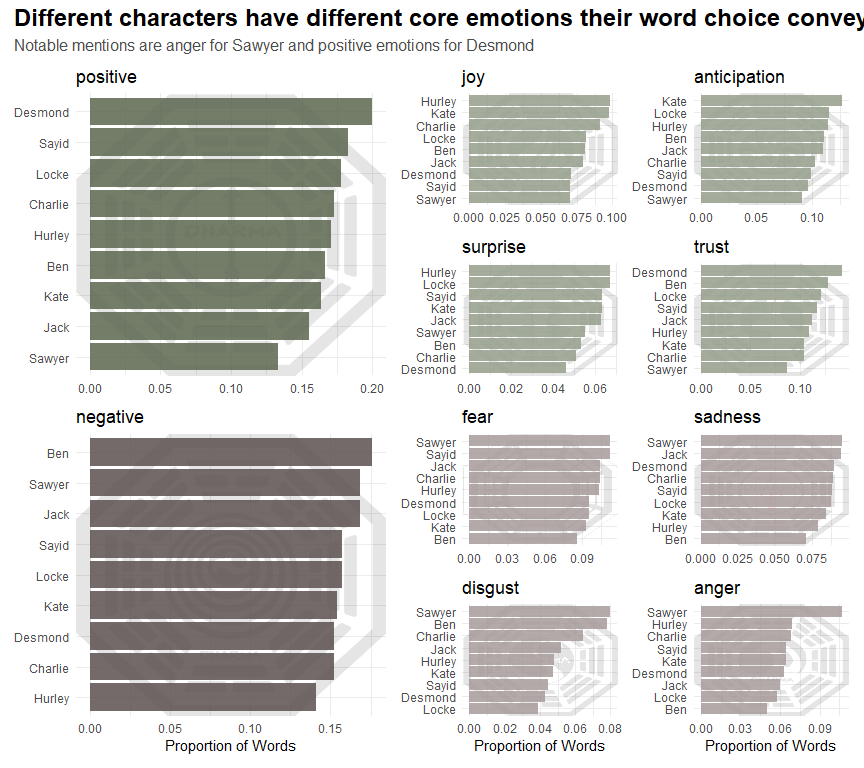 Different characters have different core emotions their word choice convey
Notable mentions are anger for Sawyer and positive emotions for Desmond
positive
Desmond
Sayid
Locke
Charlie
Hurley
Ben
Kate
Jack
Sawyer
0.00 0.05 0.10 0.15 0.20
DHARMA
joy
Hurley
Kate
Charlie
Locke
Ben
Jack
Desmond
Sayid
Sawyer
0.000 0.025 0.050 0.075 0.100
anticipation
Kate
Locke
Hurley
Ben
Jack
Charlie
Sayid
Desmond
Sawyer
0.00 0.05 0.10
surprise
Hurley
Locke
Sayid
Kate
Jack
Sawyer
Ben
Charlie
Desmond
0.00 0.02 0.04 0.06
trust
Desmond
Ben
Locke
Sayid
Jack
Hurley
Kate
Charlie
Sawyer
0.00 0.05 0.10
negative
Ben
Sawyer
Jack
Sayid
Locke
Kate
Desmond
Charlie
Hurley
0.00 0.05 0.10 0.15
Proportion of Words
fear
Sawyer
Sayid
Jack
Charlie
Hurley
Desmond
Locke
Kate
Ben
0.00 0.03 0.06 0.09
sadness
Sawyer
Jack
Desmond
Charlie
Sayid
Locke
Kate
Hurley
Ben
0.000 0.025 0.050 0.075
disgust
Sawyer
Ben
Charlie
Jack
Hurley
Kate
Sayid
Desmond
Locke
0.00 0.02 0.04 0.06 0.08
Proportion of Words
anger
Sawyer
Hurley
Charlie
Sayid
Kate
Desmond
Jack
Locke
Ben
0.00 0.03 0.06 0.09
Proportion of Words